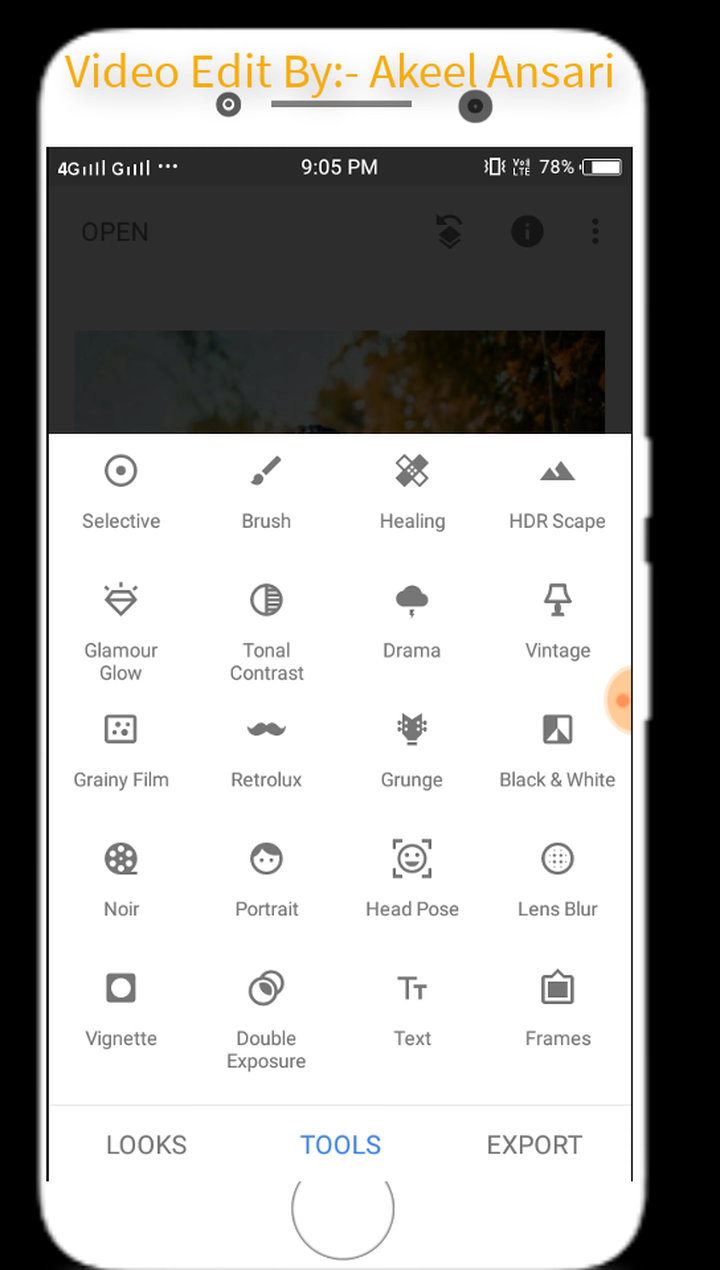 Video Edit By:- Akeel Ansari
4G G ••• 9:05 PM Vo) LTE 78%
OPEN
Selective Brush Healing HDR Scape
Glamour Glow Tonal Contrast Drama Vintage
Grainy Film Retrolux Grunge Black & White
Noir Portrait Head Pose Lens Blur
Vignette Double Exposure Text Frames
LOOKS TOOLS EXPORT